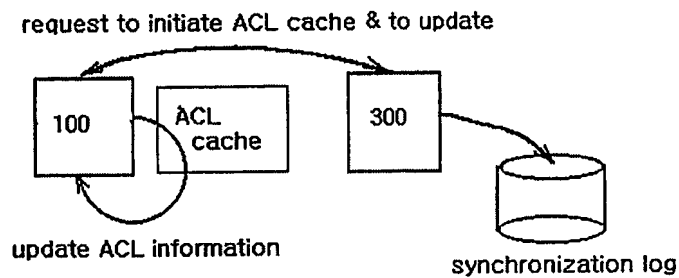 request to initiate ACL cache & to update
100
ACL
cache
300
update ACL information
synchronization log